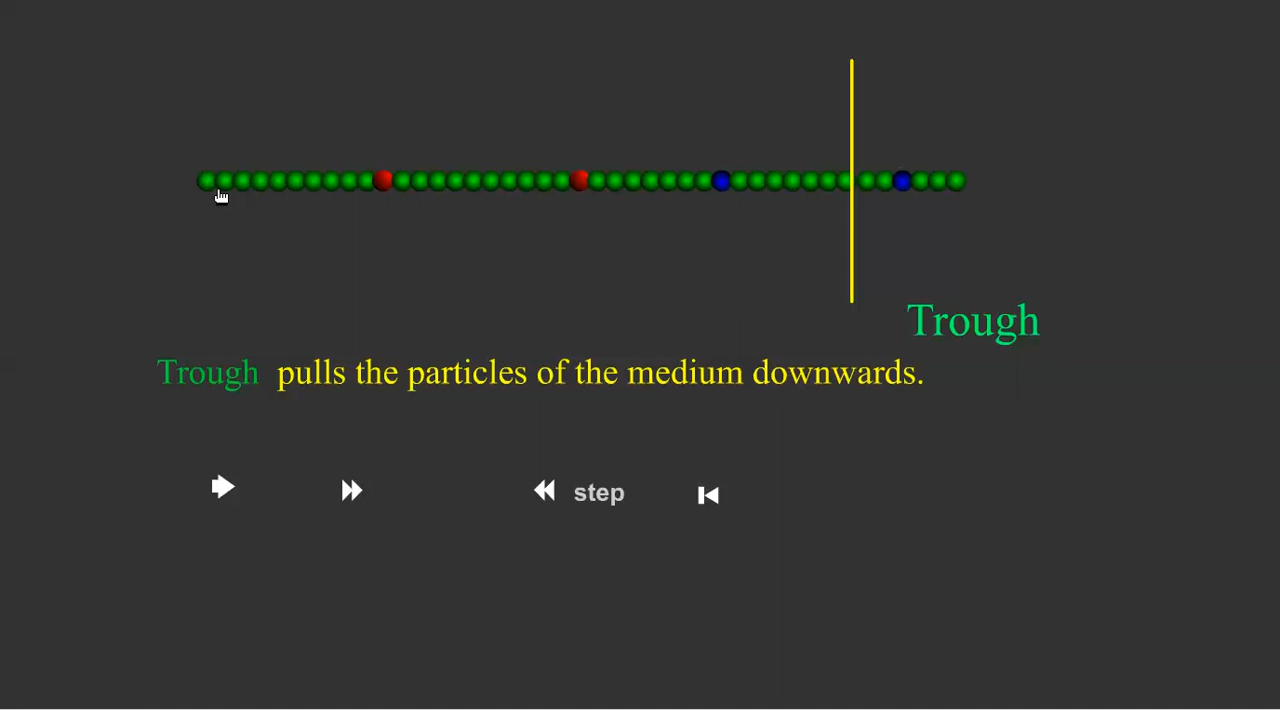 Trough
Trough pulls the particles of the medium downwards.
step